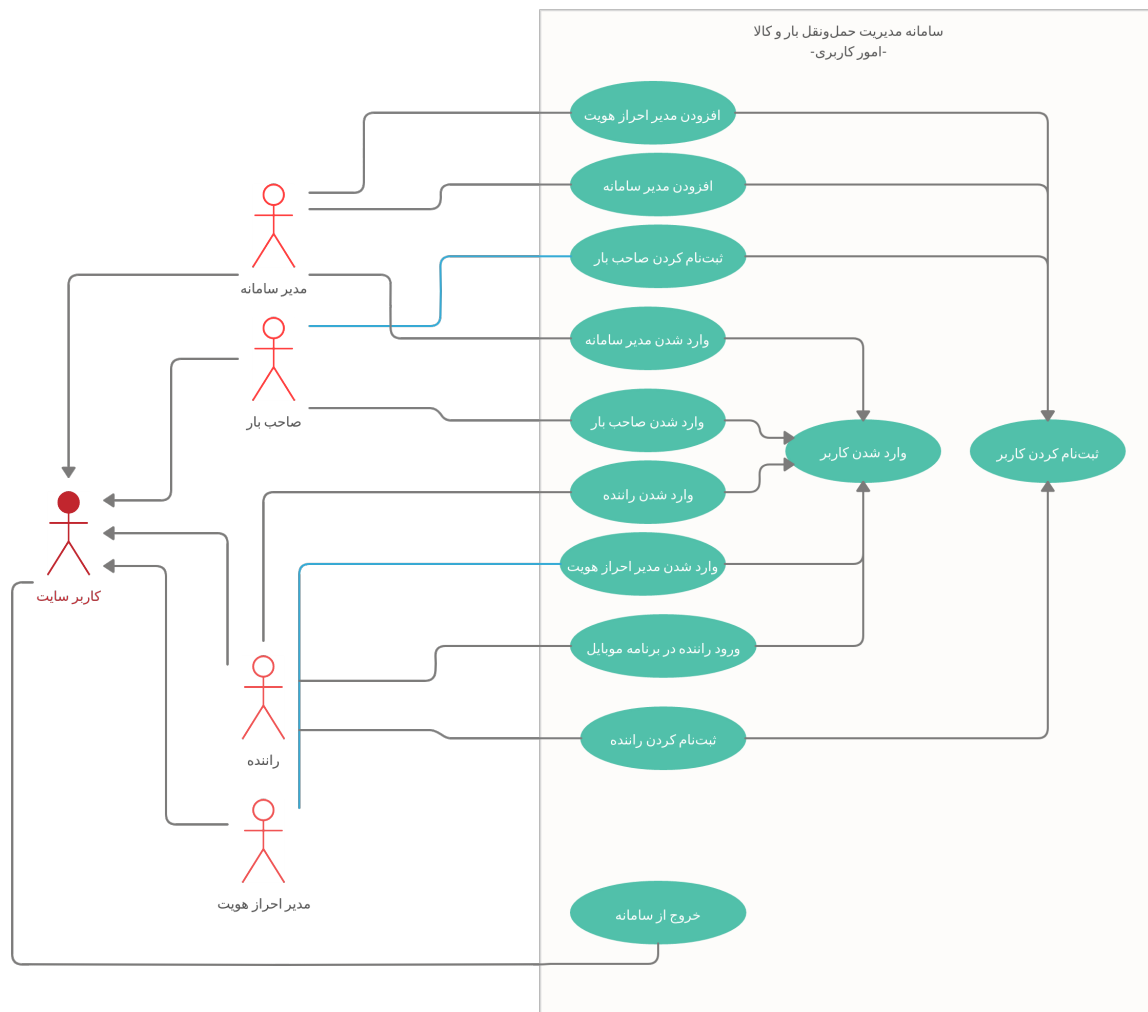 سامانه مدیریت حمل‌ونقل بار و کالا
-امور کاربری-
افزودن مدیر احراز هویت
افزودن مدیر سامانه
ثبت‌نام کردن صاحب بار
مدیر سامانه
وارد شدن مدیر سامانه
صاحب بار
وارد شدن صاحب بار
ثبت‌نام کردن کاربر
وارد شدن کاربر
وارد شدن راننده
وارد شدن مدیر احراز هویت
کاربر سایت
ورود راننده در برنامه موبایل
ثبت‌نام کردن راننده
راننده
مدیر احراز هویت
خروج از سامانه